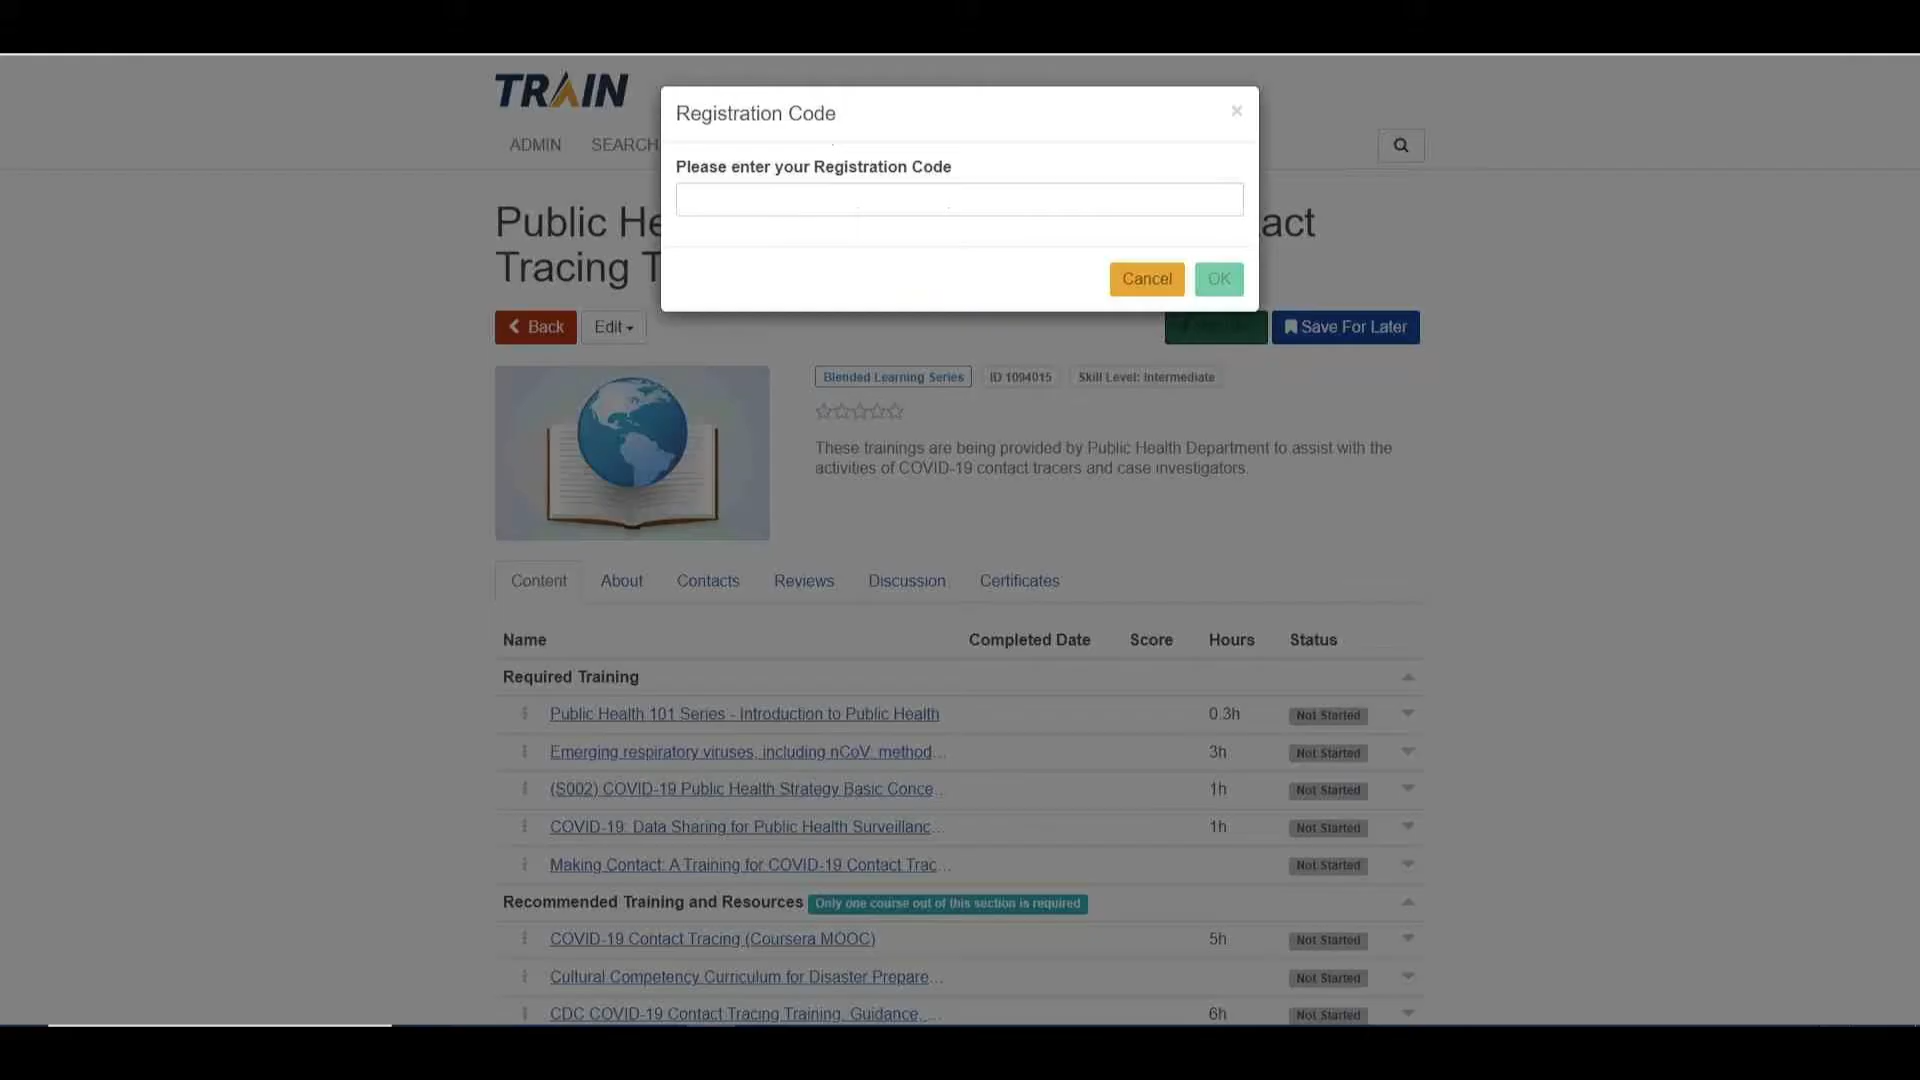 TRAIN
Registration Code
×
ADMIN SEARCH
Please enter your Registration Code
Public He
act
Tracing T
Cancel OK
Back Edit
Save For Later
Blended Learning Series ID 1094015 Skill Level: Intermediate
These trainings are being provided by Public Health Department to assist with the
activities of COVID-19 contact tracers and case investigators.
Content About Contacts Reviews Discussion Certificates
Name Completed Date Score Hours Status
Required Training
Public Health 101 Series - Introduction to Public Health 0.3h Not Started
Emerging respiratory viruses, including nCoV: method... 3h Not Started
(S002) COVID-19 Public Health Strategy Basic Conce... 1h Not Started
COVID-19: Data Sharing for Public Health Surveillanc... 1h Not Started
Making Contact: A Training for COVID-19 Contact Trac... Not Started
Recommended Training and Resources Only one course out of this section is required
COVID-19 Contact Tracing (Coursera MOOC) 5h Not Started
Cultural Competency Curriculum for Disaster Prepare... Not Started
CDC COVID-19 Contact Tracing Training, Guidance, ... 6h Not Started